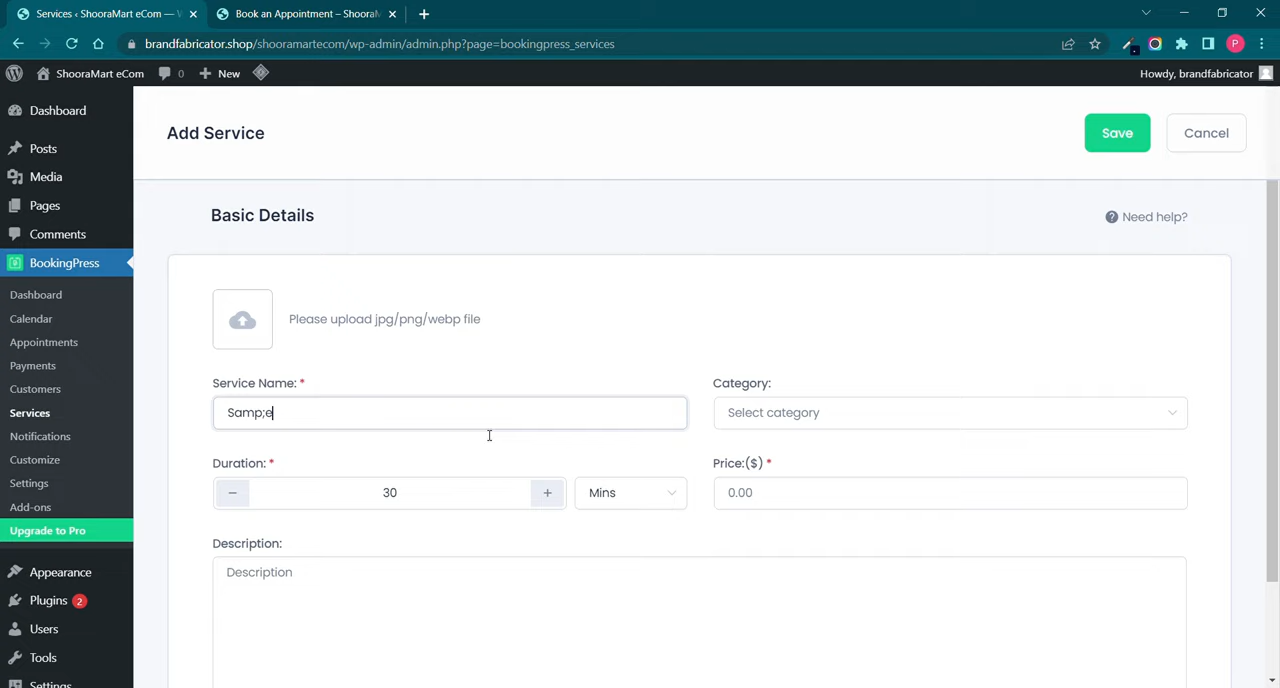 Services ‹ ShooraMart eCom — W
Book an Appointment – ShooraM
brandfabricator.shop/shooramartecom/wp-admin/admin.php?page=bookingpress_services
P
ShooraMart eCom
0
New
Howdy, brandfabricator
Dashboard
Posts
Media
Pages
Comments
BookingPress
Dashboard
Calendar
Appointments
Payments
Customers
Services
Notifications
Customize
Settings
Add-ons
Upgrade to Pro
Appearance
Plugins 2
Users
Tools
Settings
Add Service
Save
Cancel
Basic Details
Need help?
Please upload jpg/png/webp file
Service Name: *
Category:
Samp;e
Select category
Duration: *
Price:($) *
30
Mins
0.00
Description:
Description